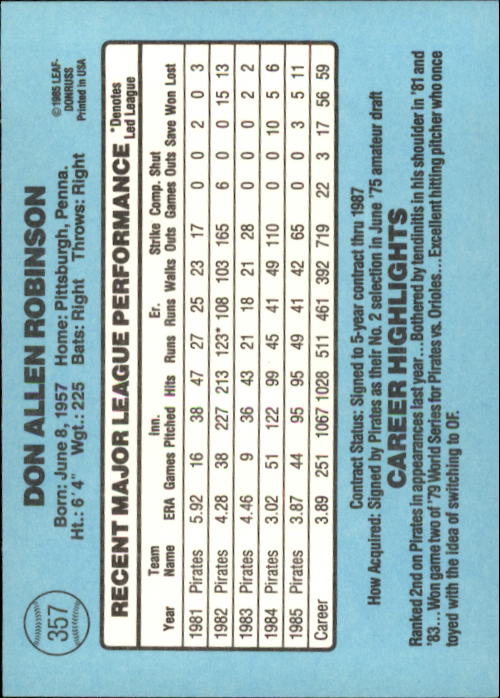 357
DON ALLEN ROBINSON
Born: June 8, 1957 Home: Pittsburgh, Penna.
Ht.: 6' 4" Wgt.: 225 Bats: Right Throws: Right
©1985 LEAF-
DONRUSS
Printed in USA
RECENT MAJOR LEAGUE PERFORMANCE
*Denotes
Led League
Team Inn. Er. Strike Comp. Shut
Year Name ERA Games Pitched Hits Runs Runs Walks Outs Games Outs Save Won Lost
1981 Pirates 5.92 16 38 47 27 25 23 17 0 0 2 0 3
1982 Pirates 4.28 38 227 213 123* 108 103 165 6 0 0 15 13
1983 Pirates 4.46 9 36 43 21 18 21 28 0 0 0 2 2
1984 Pirates 3.02 51 122 99 45 41 49 110 0 0 10 5 6
1985 Pirates 3.87 44 95 95 49 41 42 65 0 0 3 5 11
Career 3.89 251 1067 1028 511 461 392 719 22 3 17 56 59
Contract Status: Signed to 5-year contract thru 1987
How Acquired: Signed by Pirates as their No. 2 selection in June '75 amateur draft
CAREER HIGHLIGHTS
Ranked 2nd on Pirates in appearances last year... Bothered by tendinitis in his shoulder in '81 and
'83... Won game two of '79 World Series for Pirates vs. Orioles... Excellent hitting pitcher who once
toyed with the idea of switching to OF.